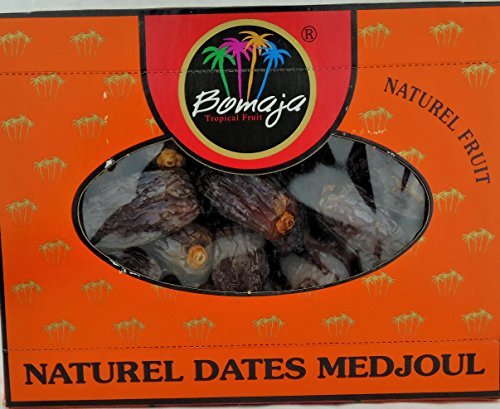 ®
Bomaja
Tropical Fruit
NATUREL FRUIT
NATUREL DATES MEDJOUL